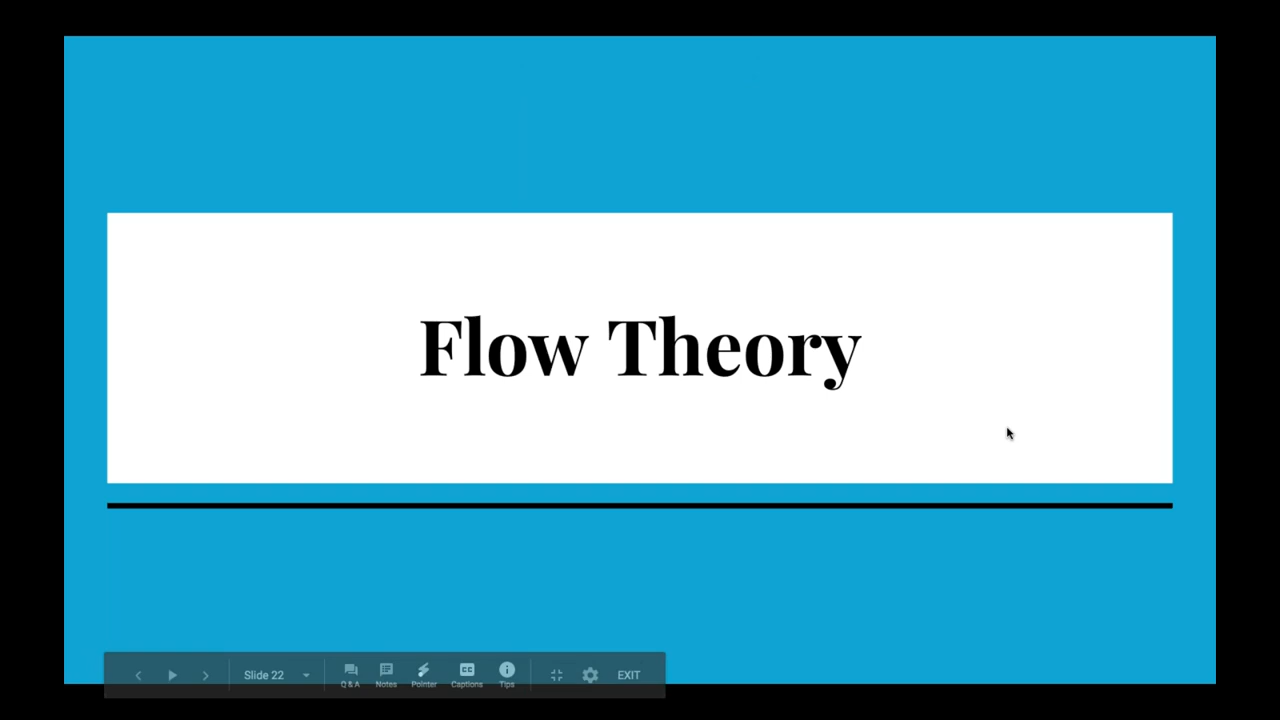 Flow Theory
Slide 22
Q & A
Notes
Pointer
Captions
Tips
EXIT
CC